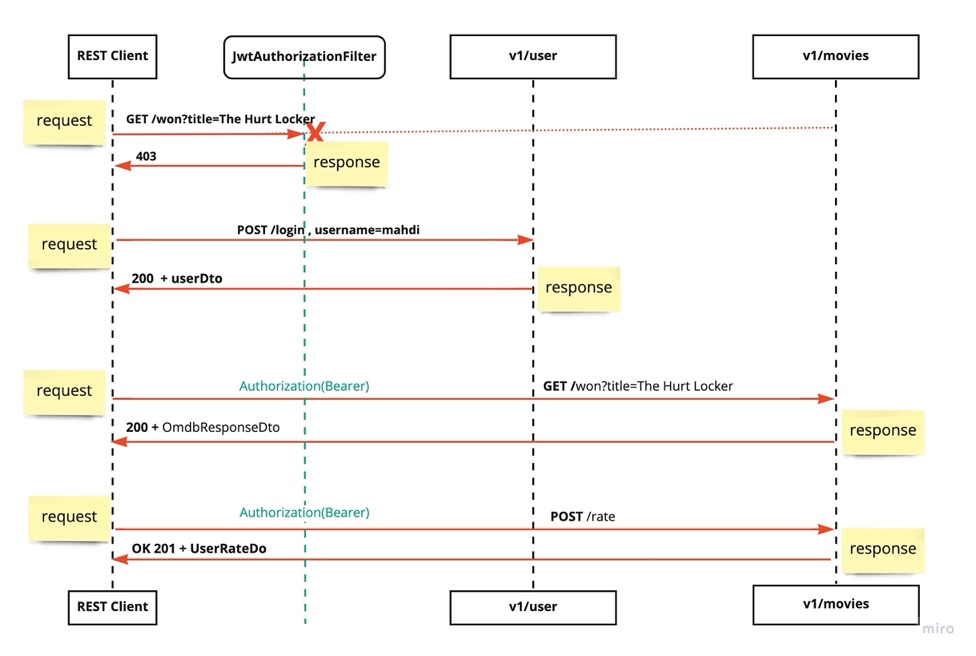 REST Client
JwtAuthorizationFilter
v1/user
v1/movies
request
GET /won?title=The Hurt Locker
X
403
response
request
POST /login , username=mahdi
200 + userDto
response
request
Authorization(Bearer)
GET /won?title=The Hurt Locker
200 + OmdbResponseDto
response
request
Authorization(Bearer)
POST /rate
OK 201 + UserRateDo
response
REST Client
v1/user
v1/movies
miro